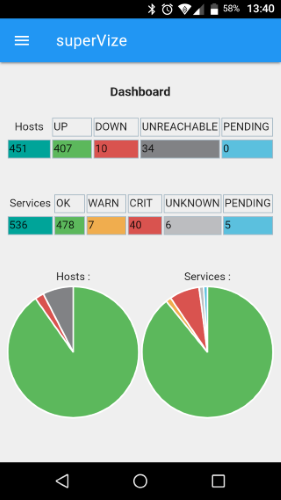 58% 13:40
superVize
Dashboard
Hosts UP DOWN UNREACHABLE PENDING
451 407 10 34 0
Services OK WARN CRIT UNKNOWN PENDING
536 478 7 40 6 5
Hosts : Services :